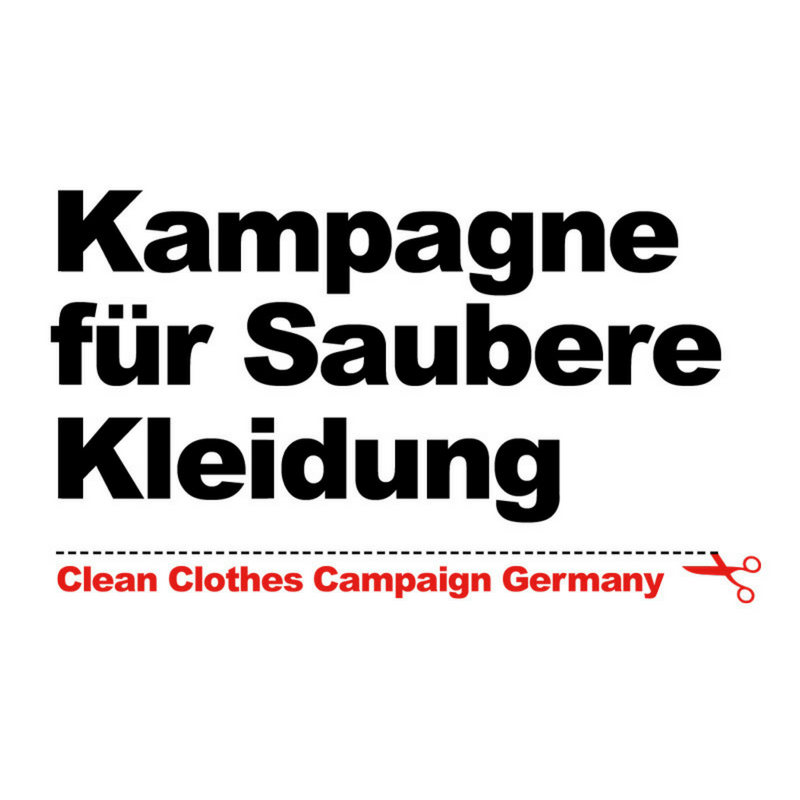 Kampagne
für Saubere
Kleidung
Clean Clothes Campaign Germany